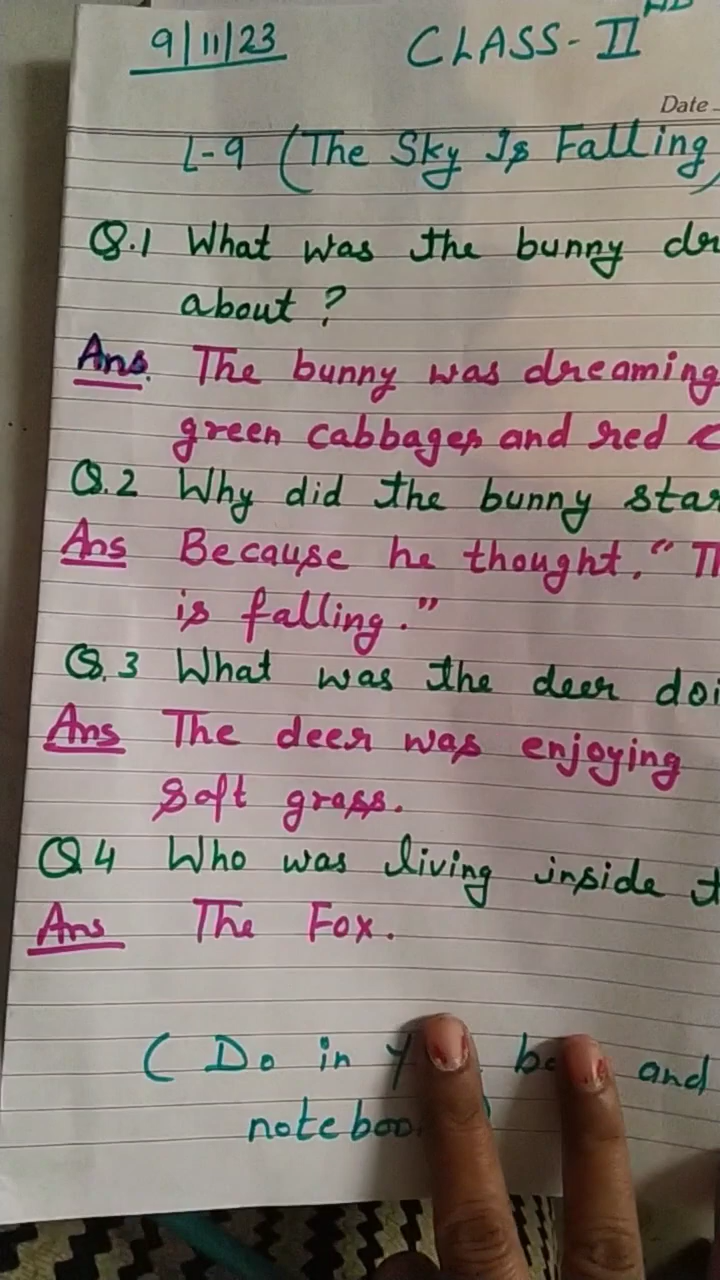 9/11/23 CLASS-II
Date
L-9 (The Sky Is Falling)
Q.1 What was the bunny
about?
Ans. The bunny was dreaming
green cabbages and red
Q.2 Why did the bunny
Ans Because he thought, "
is falling."
Q.3 What was the deer
Ans The deer was enjoying
soft grass.
Q4 Who was living inside
Ans The Fox.
( Do in and